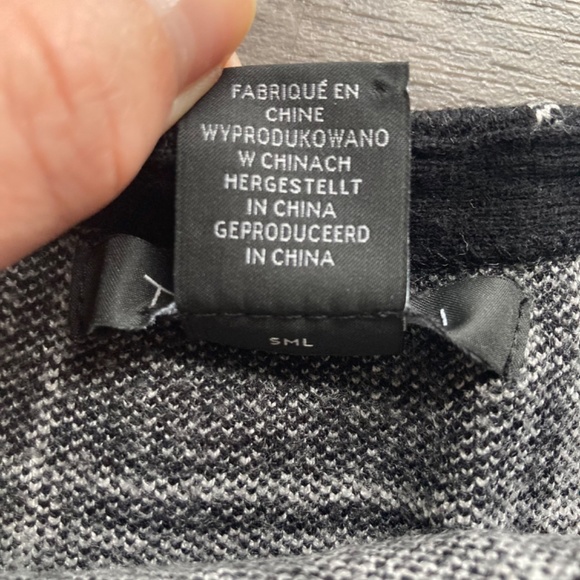 FABRIQUÉ EN
CHINE
WYPRODUKOWANO
W CHINACH
HERGESTELLT
IN CHINA
GEPRODUCEERD
IN CHINA
SML